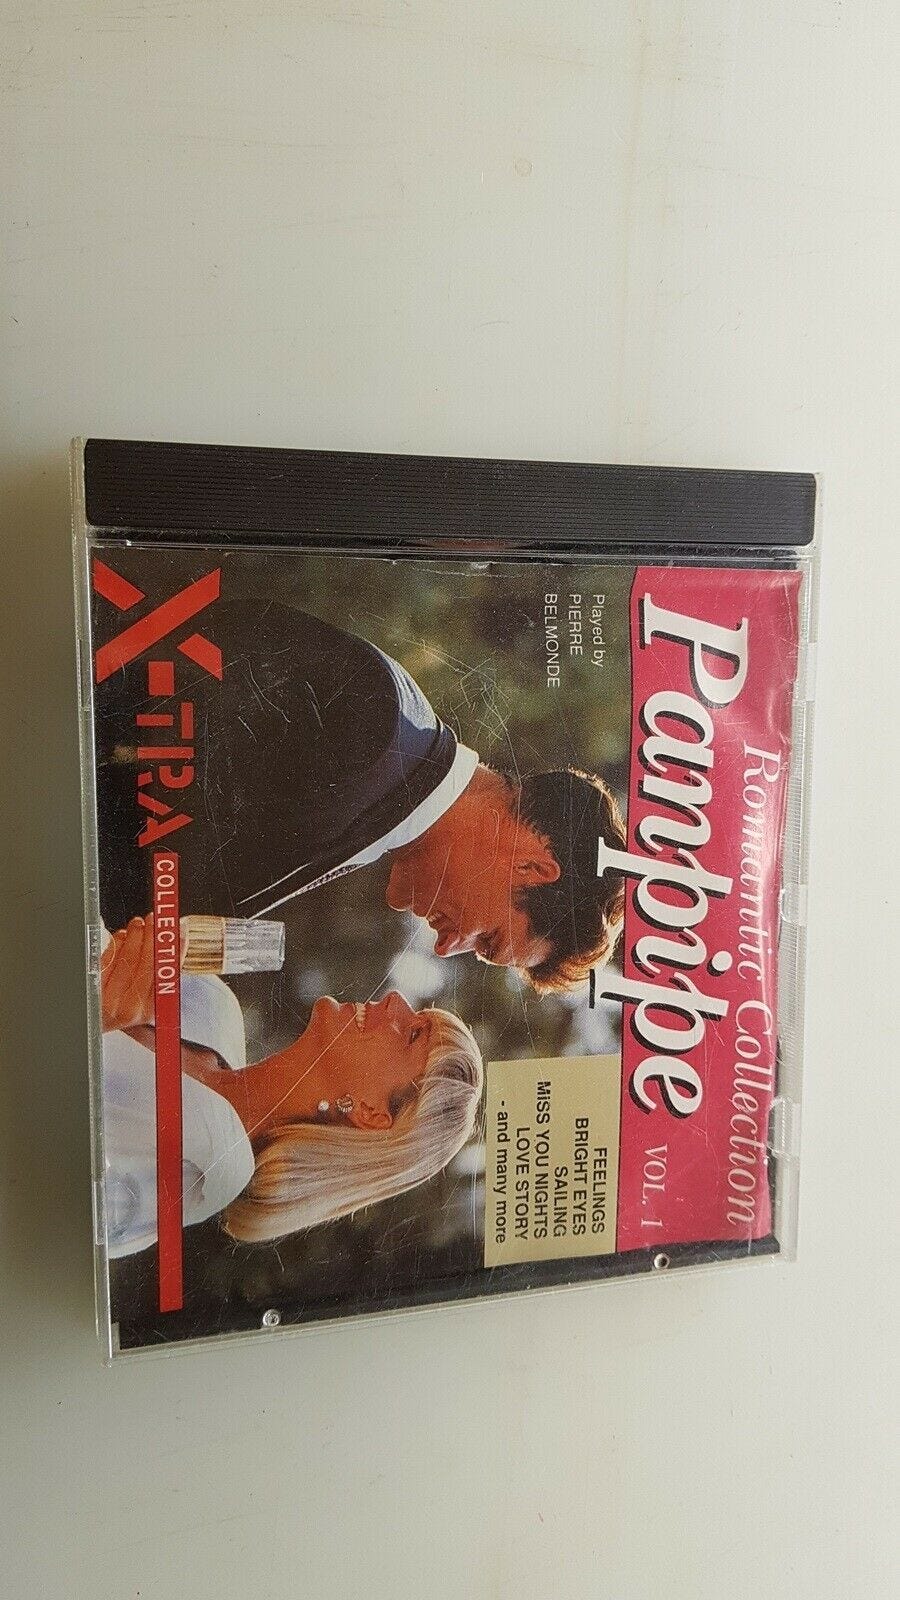 Romantic Collection
Panpipe VOL. 1
Played by
PIERRE
BELMONDE
FEELINGS
BRIGHT EYES
SAILING
MISS YOU NIGHTS
LOVE STORY
- and many more
X-TRA COLLECTION